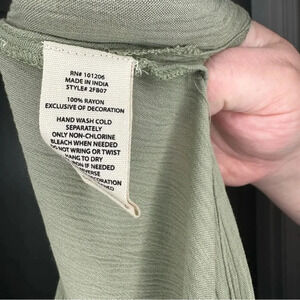 RN# 101206
MADE IN INDIA
STYLE# 2FB07
100% RAYON
EXCLUSIVE OF DECORATION
HAND WASH COLD
SEPARATELY
ONLY NON-CHLORINE
BLEACH WHEN NEEDED
DO NOT WRING OR TWIST
HANG TO DRY
IF NEEDED